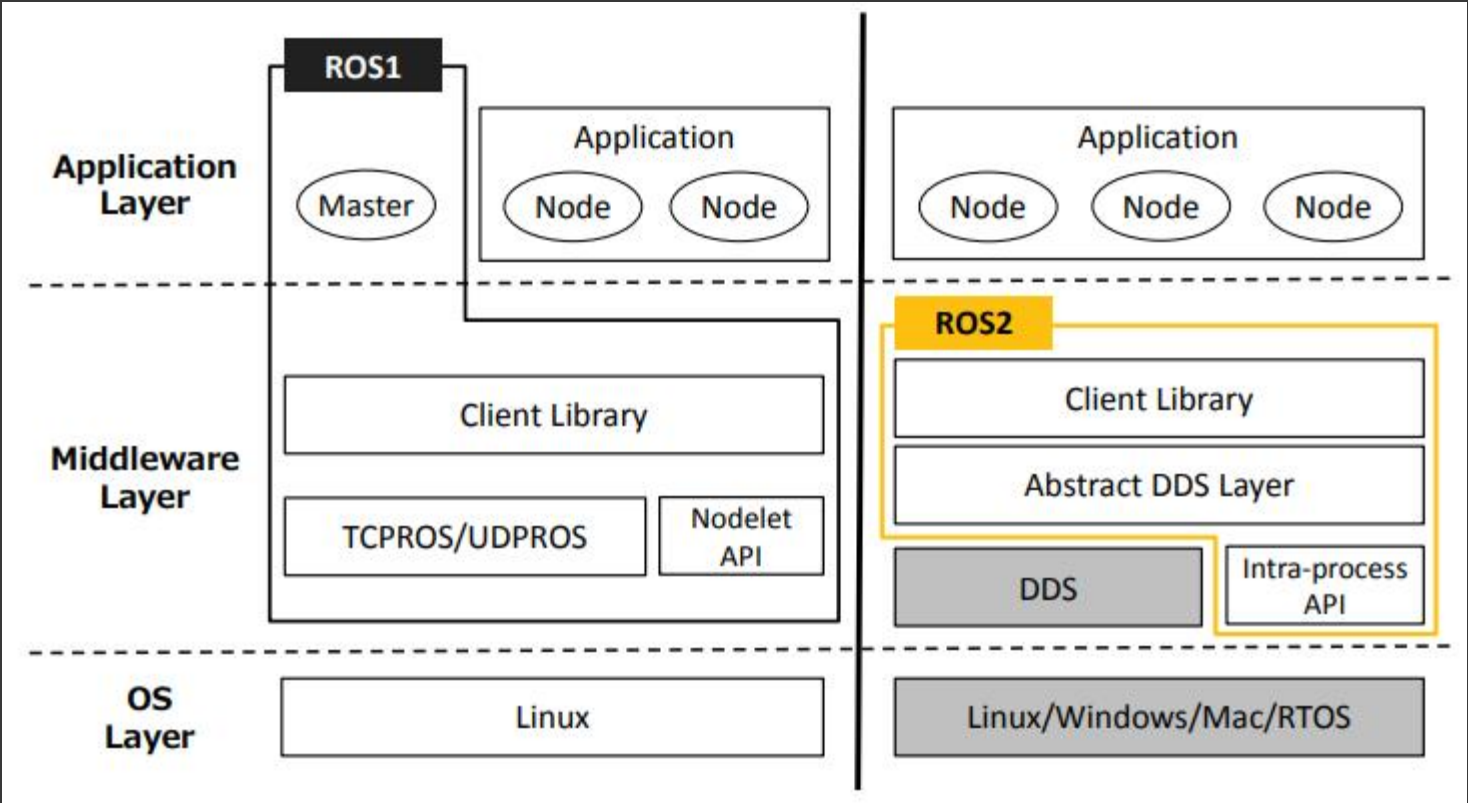 ROS1
Application
Layer
Master
Application
Node Node
Application
Node Node Node
Middleware
Layer
Client Library
TCPROS/UDPROS
Nodelet
API
ROS2
Client Library
Abstract DDS Layer
DDS
Intra-process
API
OS
Layer
Linux
Linux/Windows/Mac/RTOS